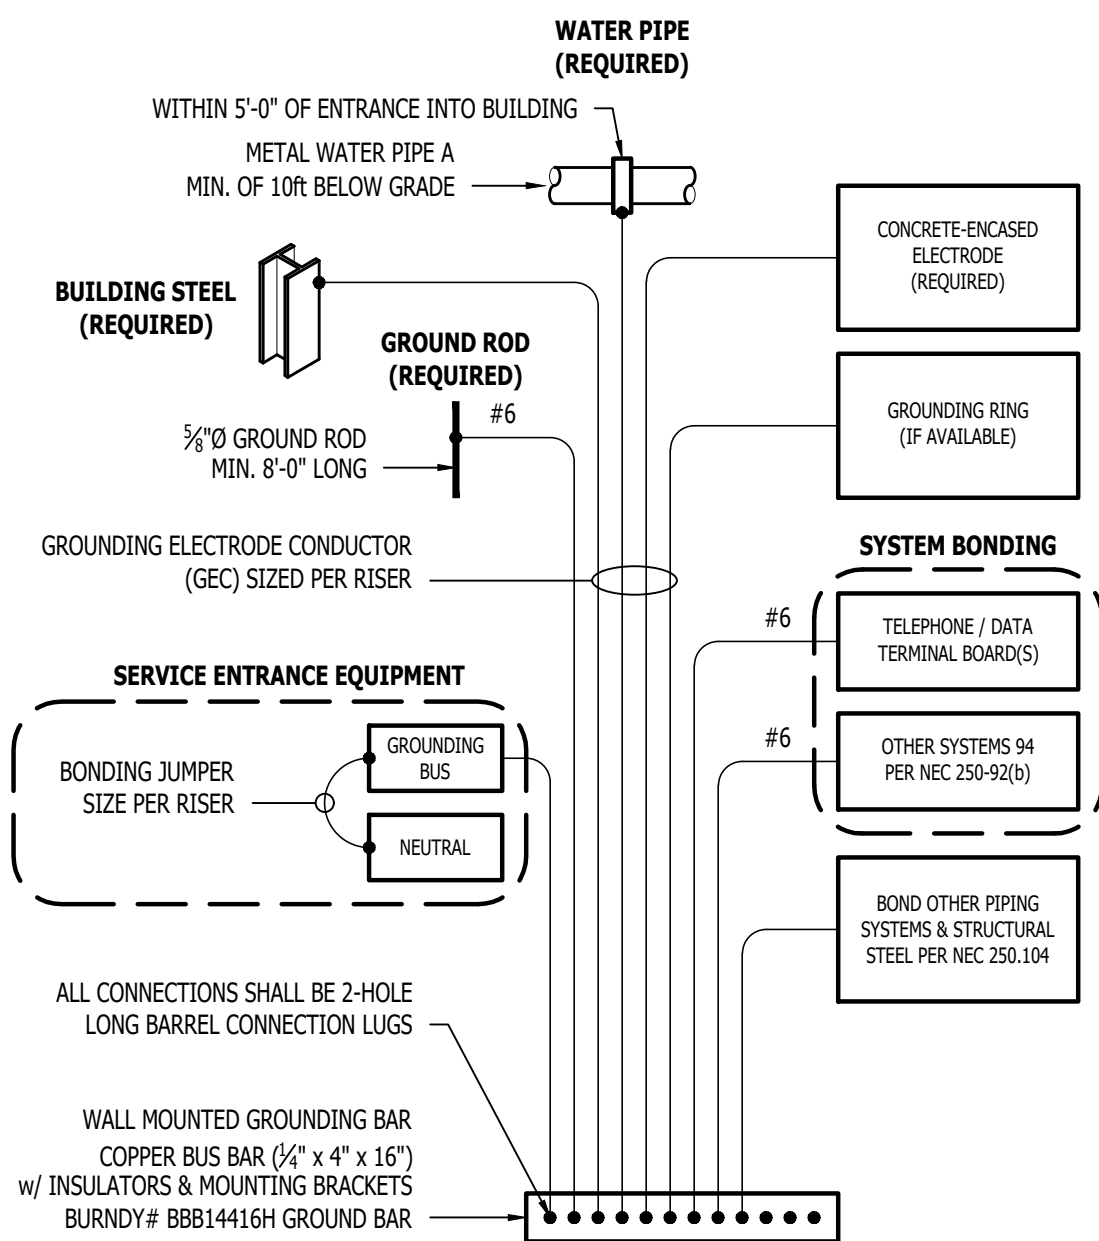 WATER PIPE
(REQUIRED)
WITHIN 5'-0" OF ENTRANCE INTO BUILDING
METAL WATER PIPE A
MIN. OF 10ft BELOW GRADE
CONCRETE-ENCASED
ELECTRODE
(REQUIRED)
BUILDING STEEL
(REQUIRED)
GROUND ROD
(REQUIRED)
#6
⅝"Ø GROUND ROD
MIN. 8'-0" LONG
GROUNDING RING
(IF AVAILABLE)
GROUNDING ELECTRODE CONDUCTOR
(GEC) SIZED PER RISER
SYSTEM BONDING
#6
TELEPHONE / DATA
TERMINAL BOARD(S)
#6
OTHER SYSTEMS 94
PER NEC 250-92(b)
SERVICE ENTRANCE EQUIPMENT
GROUNDING
BUS
BONDING JUMPER
SIZE PER RISER
NEUTRAL
BOND OTHER PIPING
SYSTEMS & STRUCTURAL
STEEL PER NEC 250.104
ALL CONNECTIONS SHALL BE 2-HOLE
LONG BARREL CONNECTION LUGS
WALL MOUNTED GROUNDING BAR
COPPER BUS BAR (¼" x 4" x 16")
w/ INSULATORS & MOUNTING BRACKETS
BURNDY# BBB14416H GROUND BAR